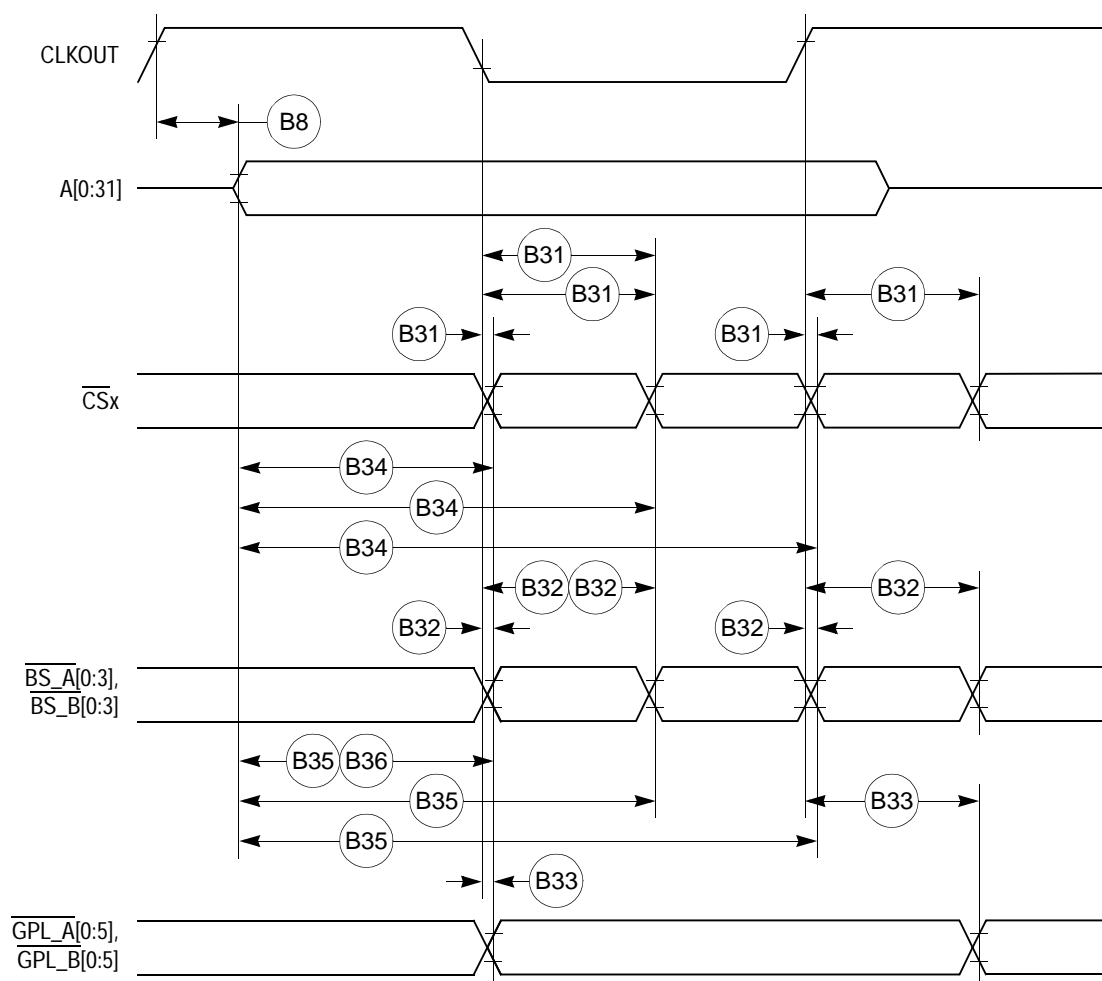 CLKOUT
B8
A[0:31]
B31
B31
B31
B31
B31
CSx
B34
B34
B34
B32 B32
B32
B32
B32
BS_A[0:3],
BS_B[0:3]
B35 B36
B35
B33
B35
B33
GPL_A[0:5],
GPL_B[0:5]